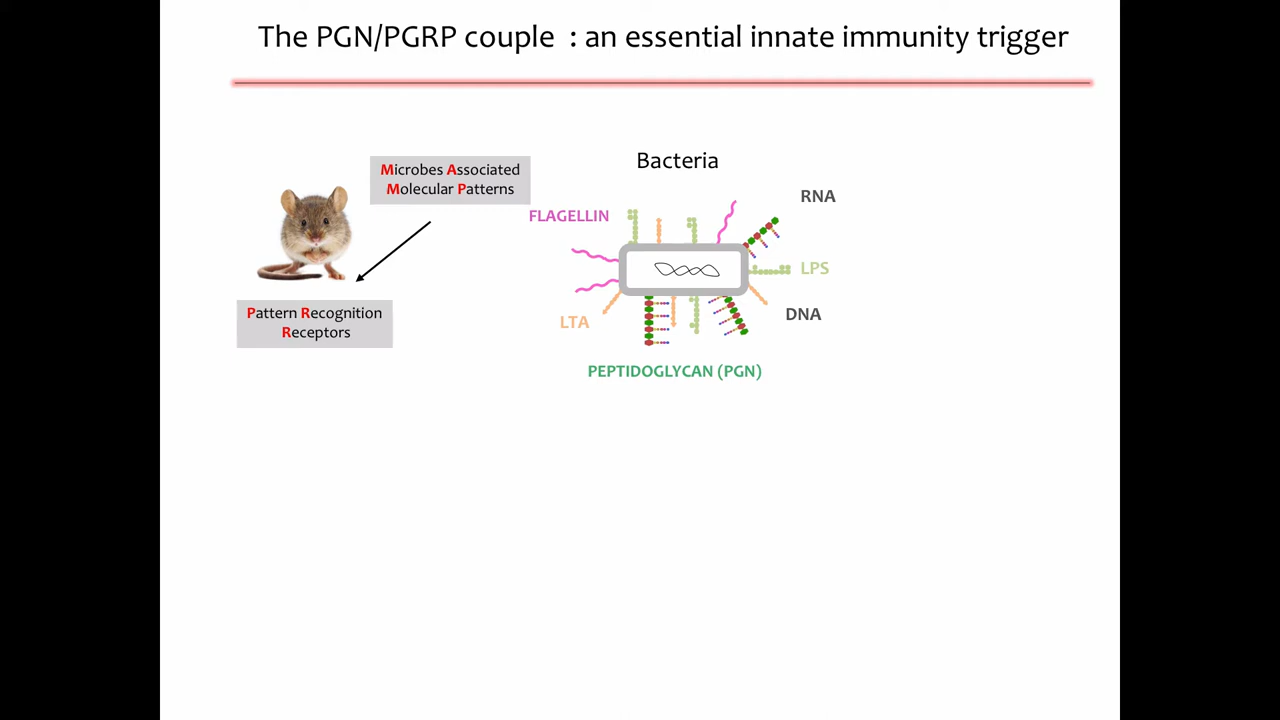 The PGN/PGRP couple : an essential innate immunity trigger
Microbes Associated
Molecular Patterns
Pattern Recognition
Receptors
Bacteria
FLAGELLIN
RNA
LPS
DNA
LTA
PEPTIDOGLYCAN (PGN)